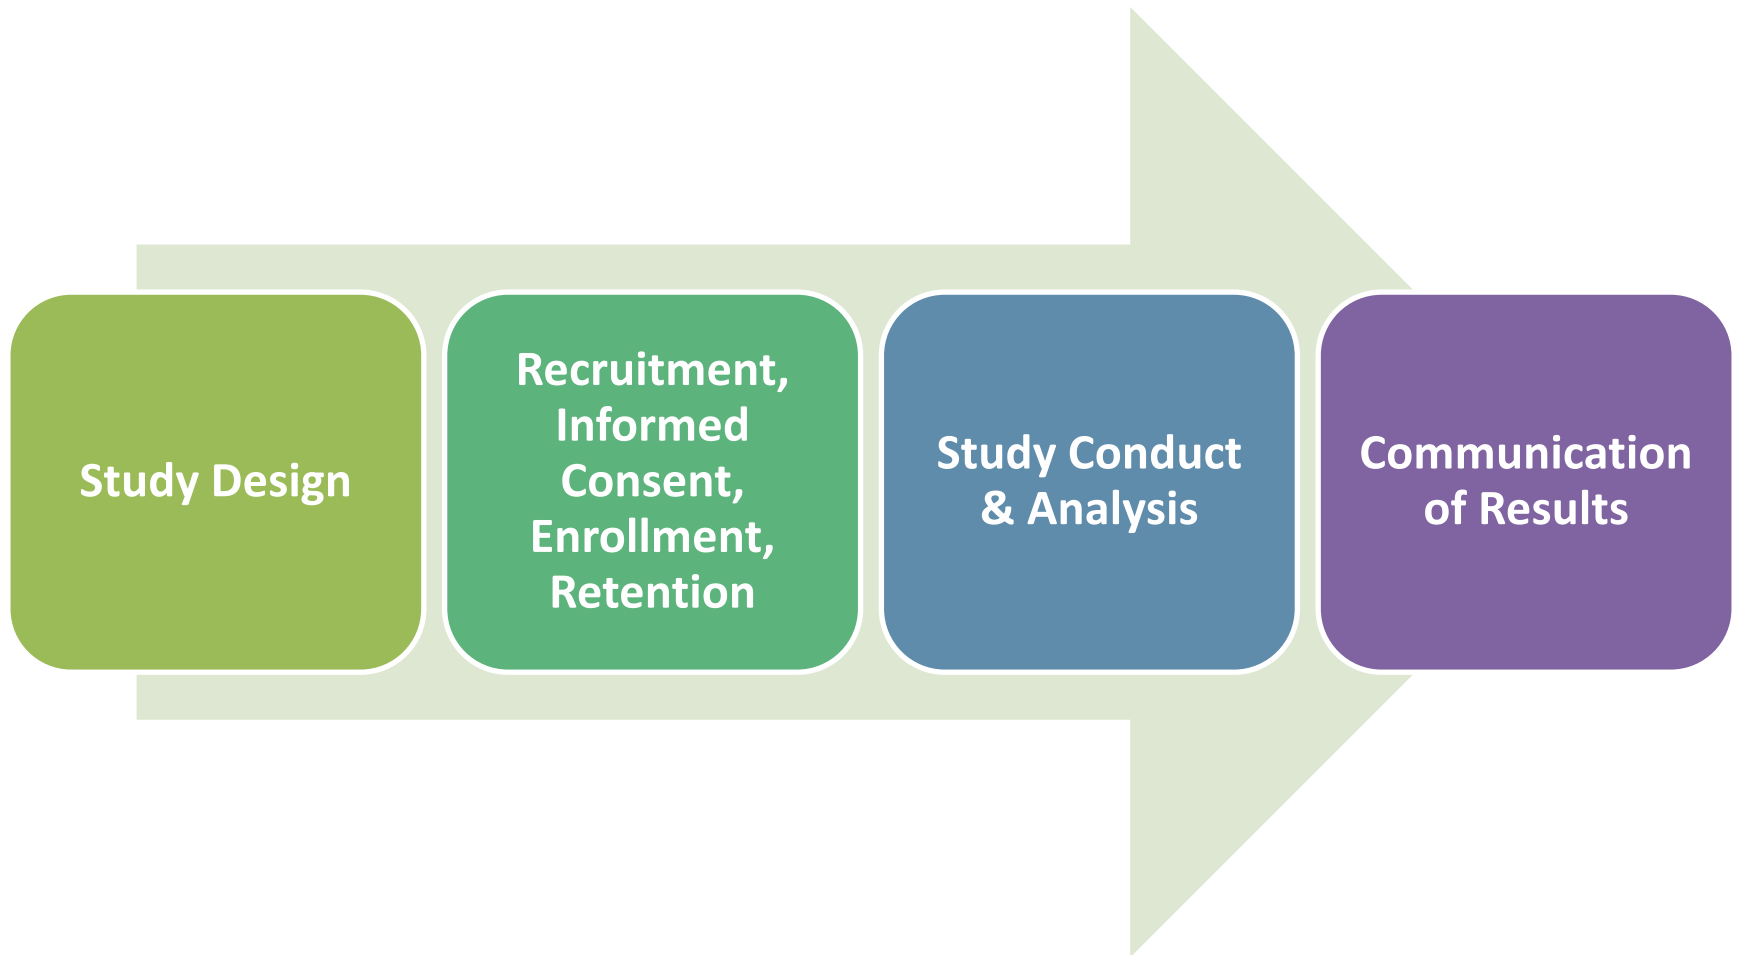 Study Design
Recruitment,
Informed
Consent,
Enrollment,
Retention
Study Conduct
& Analysis
Communication
of Results